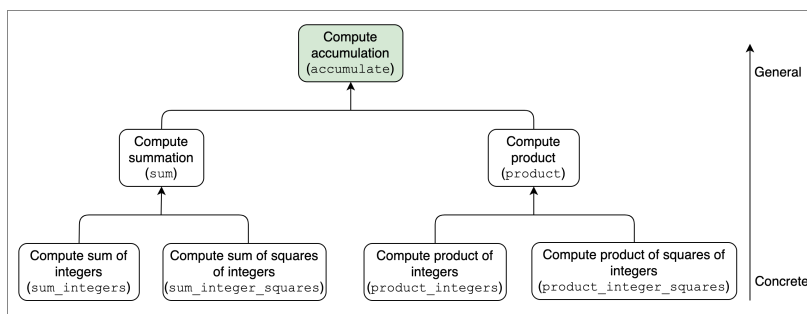 Compute
accumulation
(accumulate)
General
Compute
summation
(sum)
Compute
product
(product)
Compute sum of
integers
(sum_integers)
Compute sum of squares
of integers
(sum_integer_squares)
Compute product of
integers
(product_integers)
Compute product of squares of
integers
(product_integer_squares)
Concrete